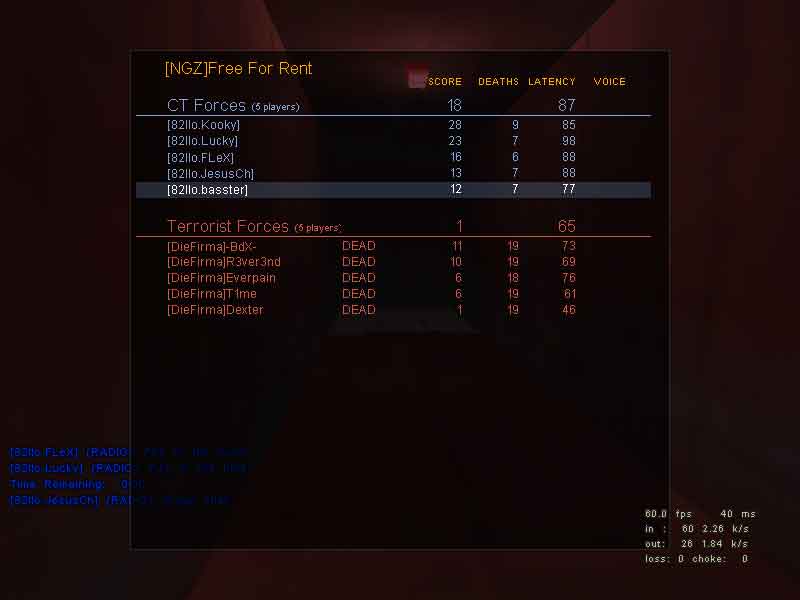 [NGZ]Free For Rent
SCORE DEATHS LATENCY VOICE
CT Forces (5 players) 18 87
[82llo.Kooky] 28 9 85
[82llo.Lucky] 23 7 98
[82llo.FLeX] 16 6 88
[82llo.JesusCh] 13 7 88
[82llo.basster] 12 7 77
Terrorist Forces (5 players) 1 65
[DieFirma]-BdX- DEAD 11 19 73
[DieFirma]R3ver3nd DEAD 10 19 69
[DieFirma]Everpain DEAD 6 18 76
[DieFirma]T1me DEAD 6 19 61
[DieFirma]Dexter DEAD 1 19 46
[82llo.FLeX] (RADIO):
[82llo.Lucky] (RADIO):
Time Remaining:
[82llo.JesusCh] (RADIO):
60.0 fps 40 ms
in : 60 2.26 k/s
out: 26 1.84 k/s
loss: 0 choke: 0